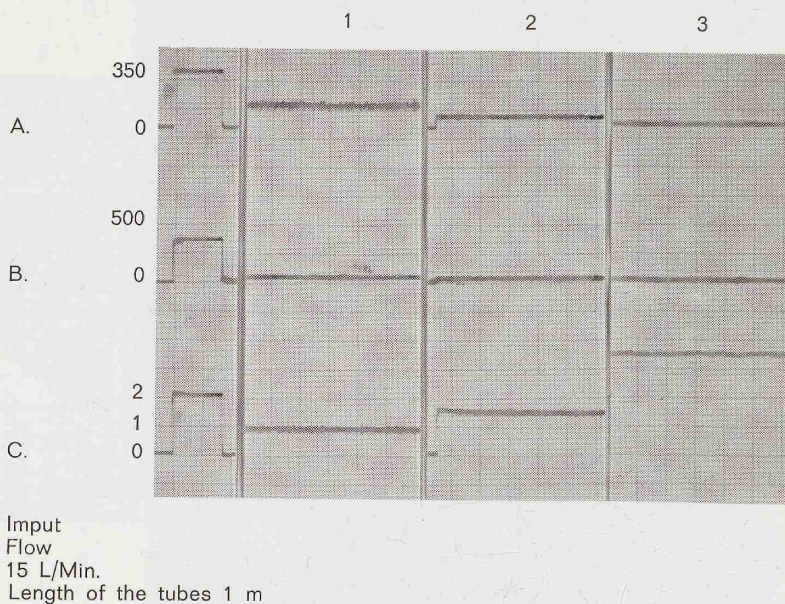 1 2 3
350
A. 0
500
B. 0
2
1
C. 0
Imput
Flow
15 L/Min.
Length of the tubes 1 m